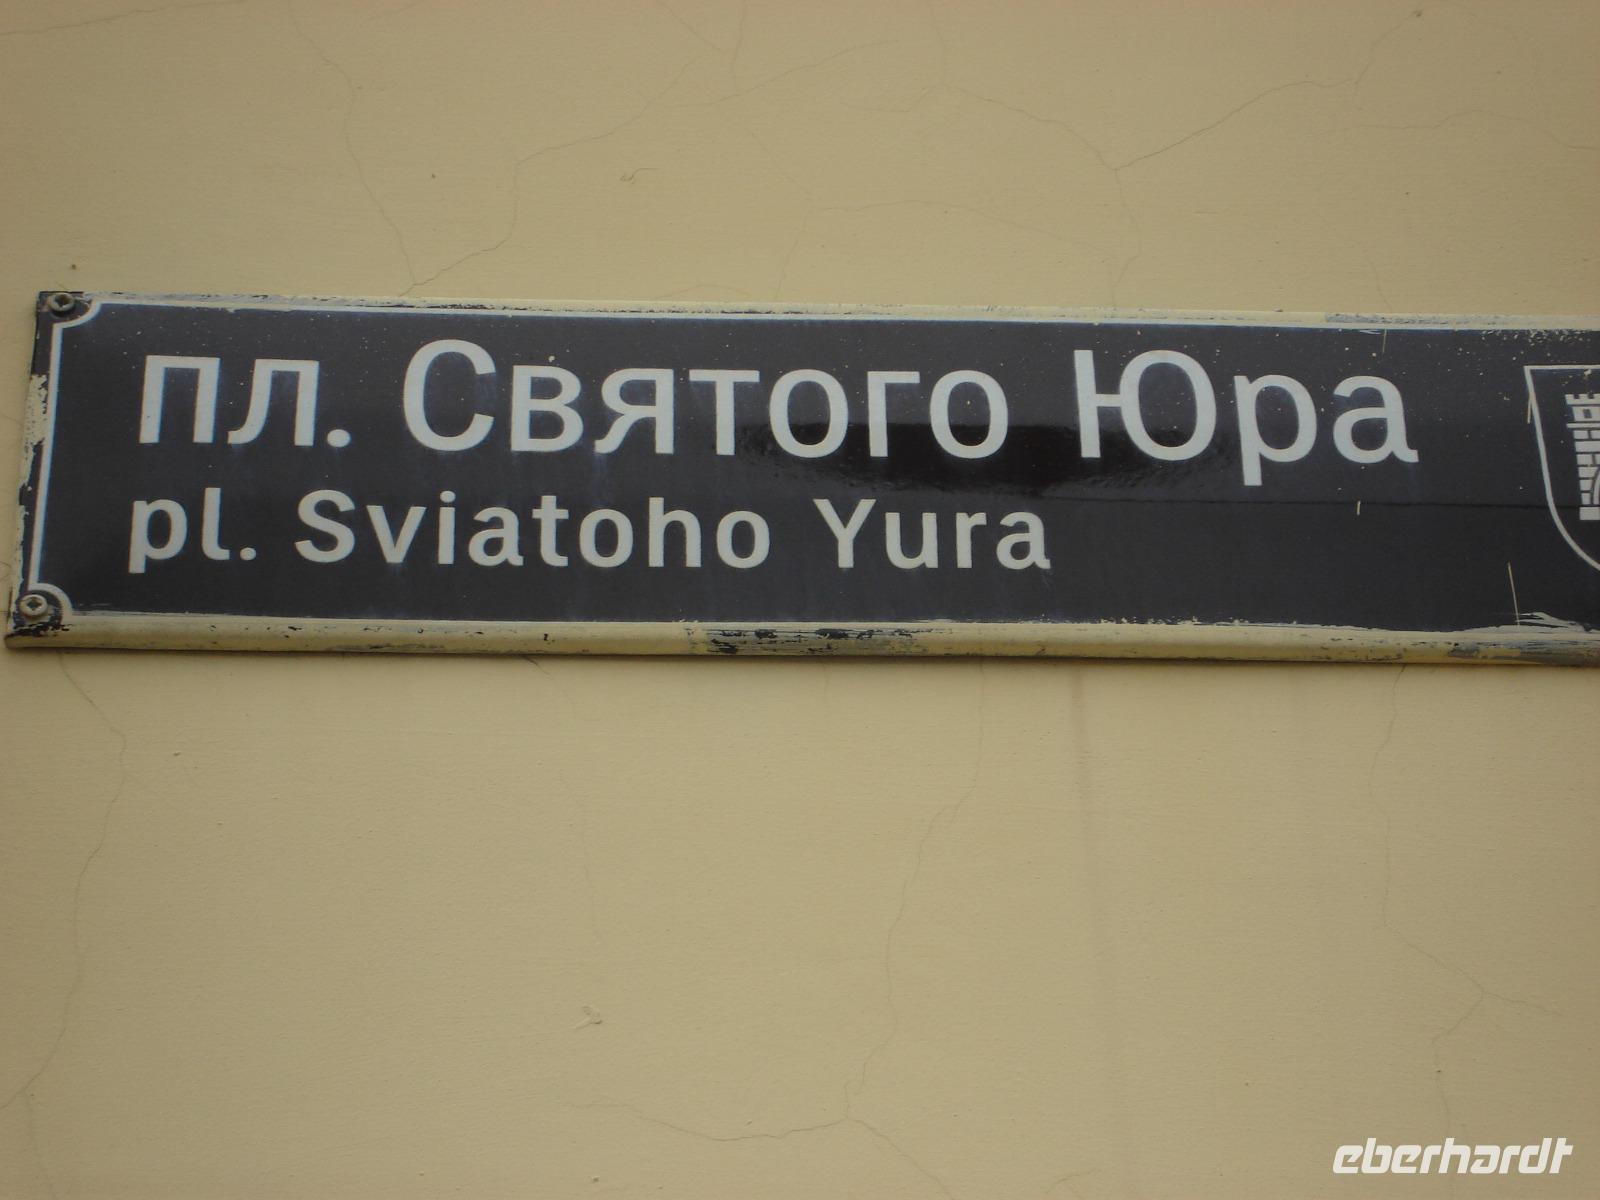 пл. Святого Юра
pl. Sviatoho Yura
eberhardt